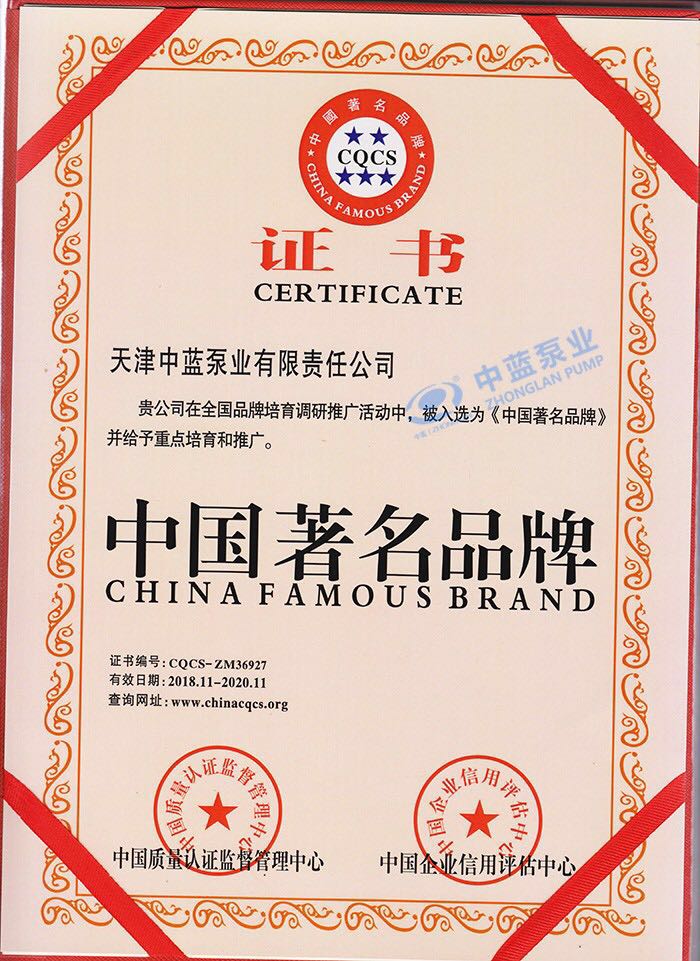 中國著名品牌
CQCS
CHINA FAMOUS BRAND
证书
CERTIFICATE
天津中蓝泵业有限责任公司
中蓝泵业
ZHONGLAN PUMP
贵公司在全国品牌培育调研推广活动中，被入选为《中国著名品牌》
并给予重点培育和推广。
中国著名品牌
CHINA FAMOUS BRAND
证书编号：CQCS-ZM36927
有效日期：2018.11-2020.11
查询网址：www.chinacqcs.org
中国质量认证监督管理中心
中国企业信用评估中心
中国质量认证监督管理中心
中国企业信用评估中心